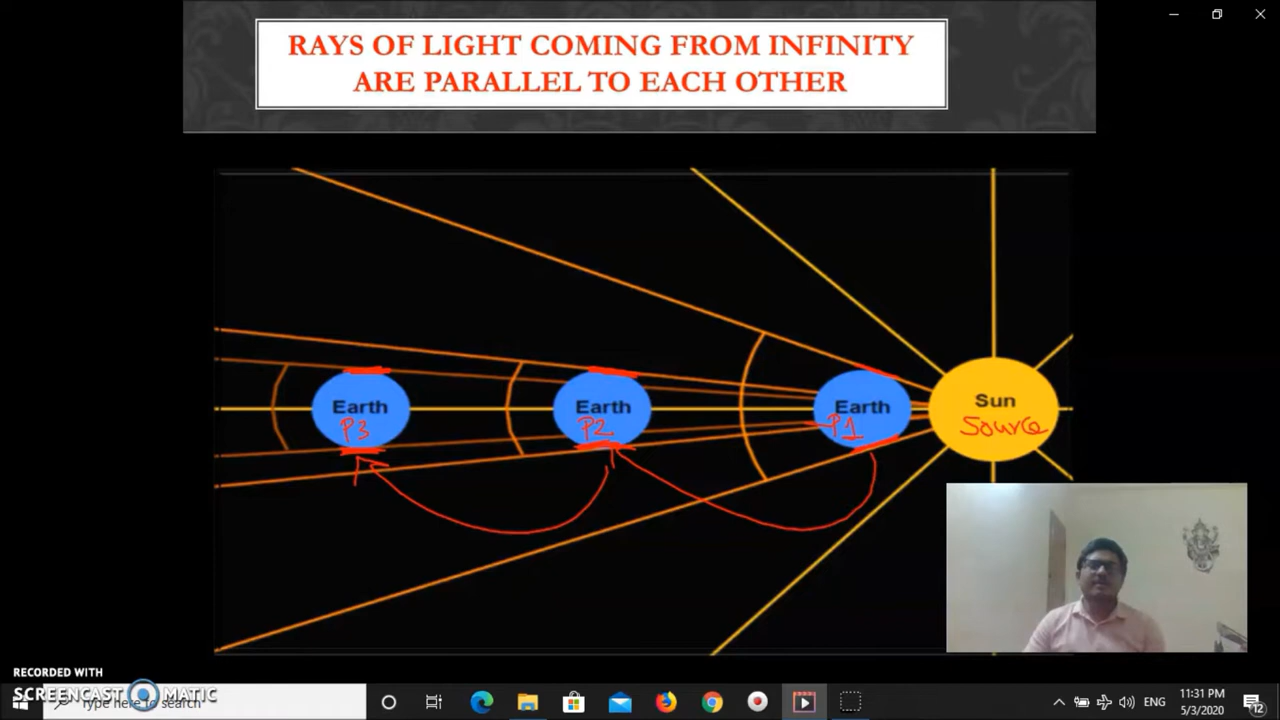 RAYS OF LIGHT COMING FROM INFINITY
ARE PARALLEL TO EACH OTHER
Earth
P3
Earth
P2
Earth
P1
Sun
Source
RECORDED WITH
SCREENCAST MATIC
Type here to search
ENG
11:31 PM
5/3/2020
12